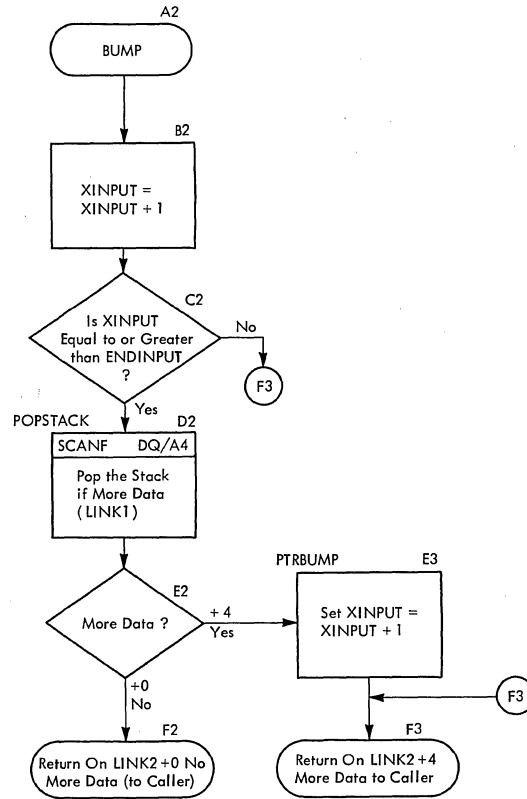 A2
BUMP
B2
XINPUT =
XINPUT + 1
C2
Is XINPUT
Equal to or Greater
than ENDINPUT
?
No
F3
Yes
POPSTACK
D2
SCANF DQ/A4
Pop the Stack
if More Data
(LINK1)
E2
More Data ?
+ 4
Yes
PTRBUMP
E3
Set XINPUT =
XINPUT + 1
+0
No
F3
F2
Return On LINK2+0 No
More Data (to Caller)
F3
Return On LINK2+4
More Data to Caller